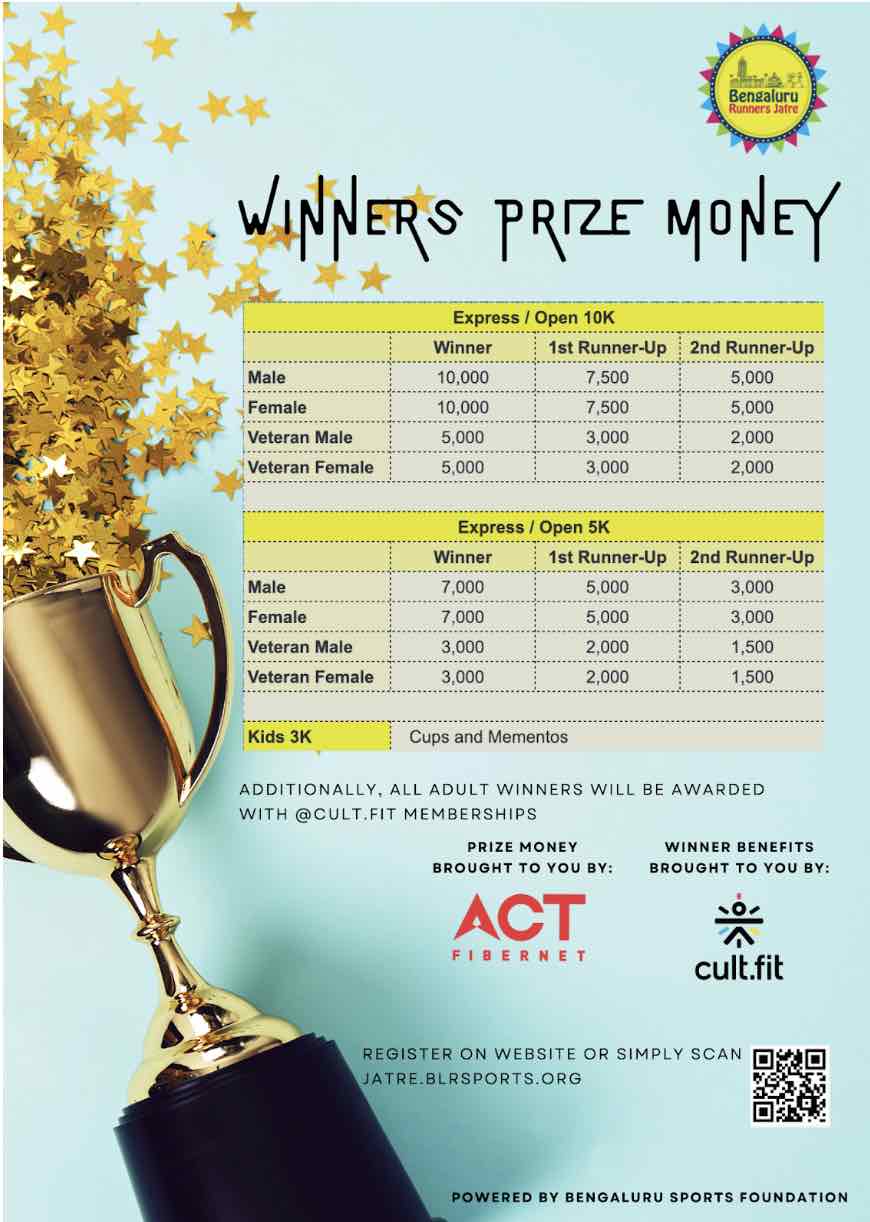 Bengaluru
Runners Jatre
WINNERS PRIZE MONEY
Express / Open 10K
Winner 1st Runner-Up 2nd Runner-Up
Male 10,000 7,500 5,000
Female 10,000 7,500 5,000
Veteran Male 5,000 3,000 2,000
Veteran Female 5,000 3,000 2,000
Express / Open 5K
Winner 1st Runner-Up 2nd Runner-Up
Male 7,000 5,000 3,000
Female 7,000 5,000 3,000
Veteran Male 3,000 2,000 1,500
Veteran Female 3,000 2,000 1,500
Kids 3K Cups and Mementos
ADDITIONALLY, ALL ADULT WINNERS WILL BE AWARDED
WITH @CULT.FIT MEMBERSHIPS
PRIZE MONEY
BROUGHT TO YOU BY:
ACT
FIBERNET
WINNER BENEFITS
BROUGHT TO YOU BY:
cult.fit
REGISTER ON WEBSITE OR SIMPLY SCAN
JATRE.BLRSPORTS.ORG
POWERED BY BENGALURU SPORTS FOUNDATION